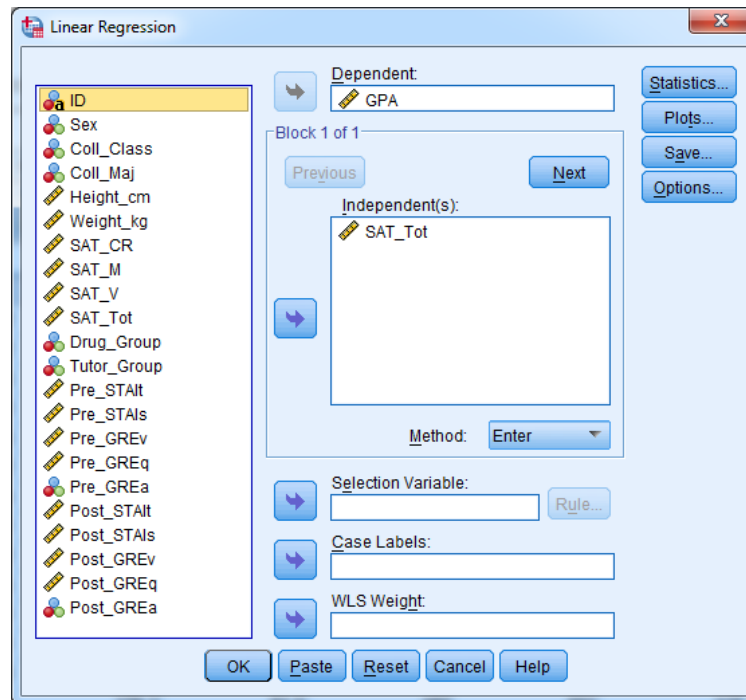 Linear Regression
X
ID
Sex
Coll_Class
Coll_Maj
Height_cm
Weight_kg
SAT_CR
SAT_M
SAT_V
SAT_Tot
Drug_Group
Tutor_Group
Pre_STAIt
Pre_STAIs
Pre_GREv
Pre_GREq
Pre_GREa
Post_STAIt
Post_STAIs
Post_GREv
Post_GREq
Post_GREa
Dependent:
GPA
Block 1 of 1
Previous
Next
Independent(s):
SAT_Tot
Method:
Enter
Selection Variable:
Rule...
Case Labels:
WLS Weight:
Statistics...
Plots...
Save...
Options...
OK
Paste
Reset
Cancel
Help